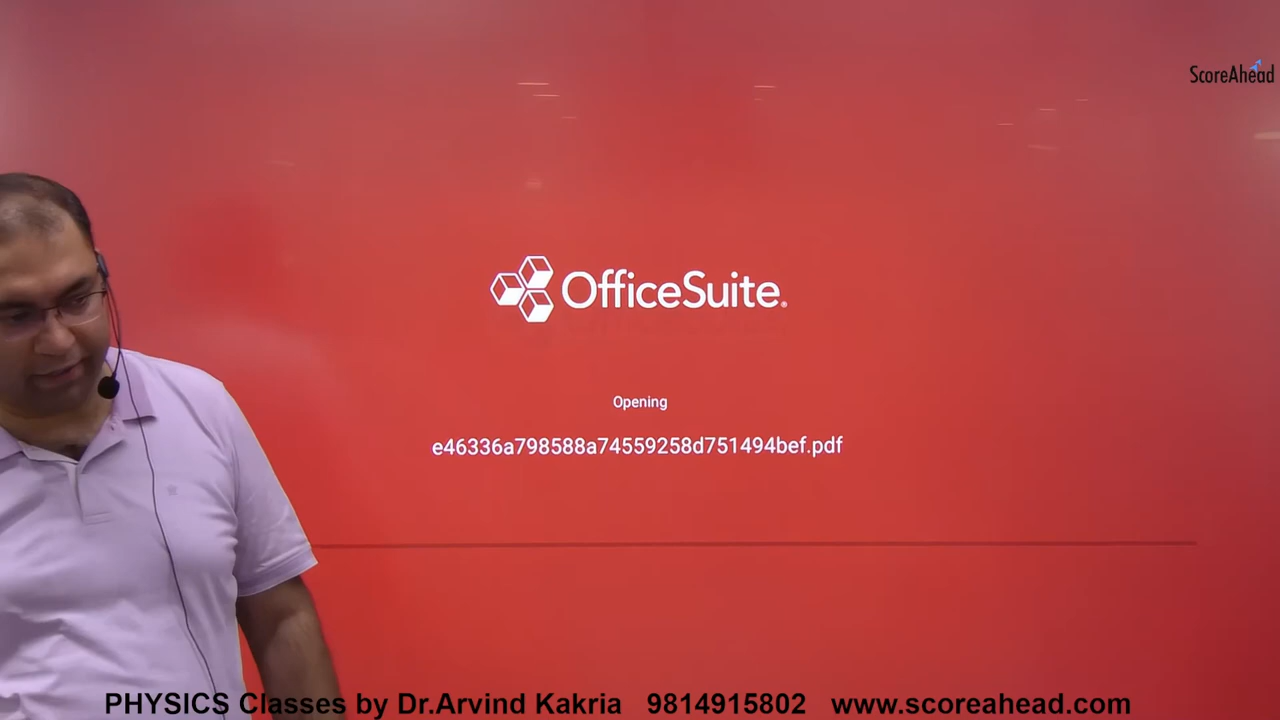 ScoreAhead
OfficeSuite®
Opening
e46336a798588a74559258d751494bef.pdf
PHYSICS Classes by Dr.Arvind Kakria 9814915802 www.scoreahead.com